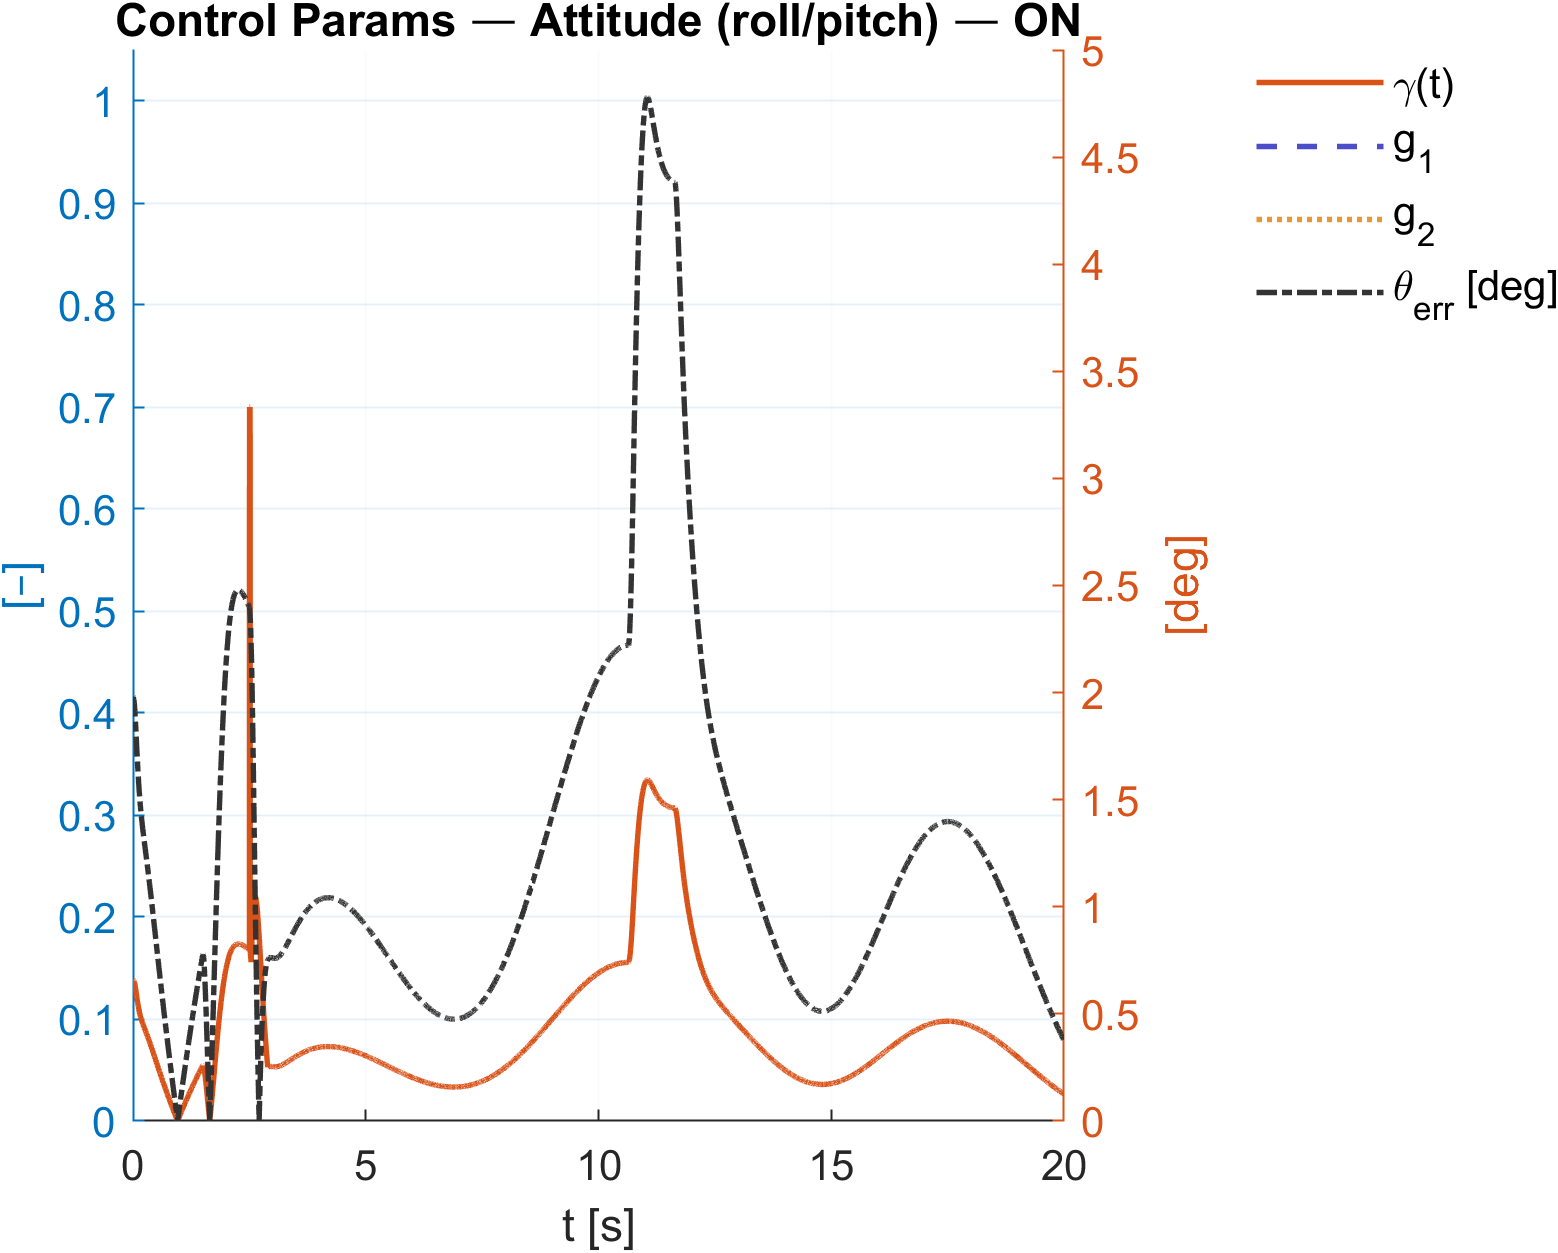 Control Params — Attitude (roll/pitch) — ON
1
0.9
0.8
0.7
0.6
0.5
0.4
0.3
0.2
0.1
0
[−]
5
4.5
4
3.5
3
2.5
2
1.5
1
0.5
0
[deg]
0 5 10 15 20
t [s]
γ(t)
g1
g2
θerr [deg]